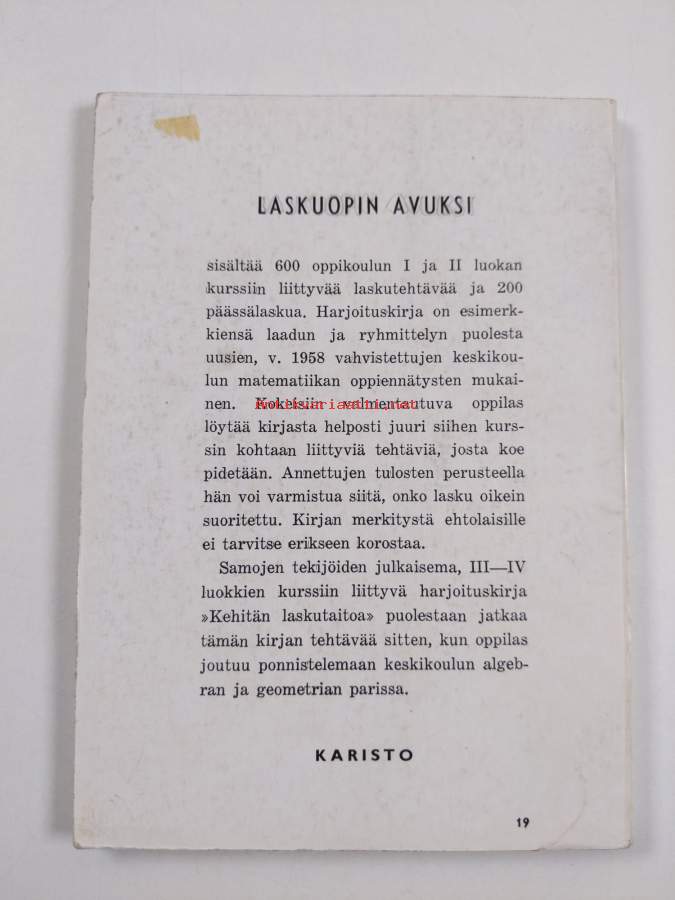 LASKUOPIN AVUKSI
sisältää 600 oppikoulun I ja II luokan
kurssiin liittyvää laskutehtävää ja 200
päässälaskua. Harjoituskirja on esimerk-
kiensä laadun ja ryhmittelyn puolesta
uusien, v. 1958 vahvistettujen keskikou-
lun matematiikan oppiennätysten mukai-
nen. Kokeisiin valmentautuva oppilas
Antikvariaatti.net
löytää kirjasta helposti juuri siihen kurs-
sin kohtaan liittyviä tehtäviä, josta koe
pidetään. Annettujen tulosten perusteella
hän voi varmistua siitä, onko lasku oikein
suoritettu. Kirjan merkitystä ehtolaisille
ei tarvitse erikseen korostaa.
Samojen tekijöiden julkaisema, III—IV
luokkien kurssiin liittyvä harjoituskirja
»Kehitän laskutaitoa» puolestaan jatkaa
tämän kirjan tehtävää sitten, kun oppilas
joutuu ponnistelemaan keskikoulun algeb-
ran ja geometrian parissa.
KARISTO
19